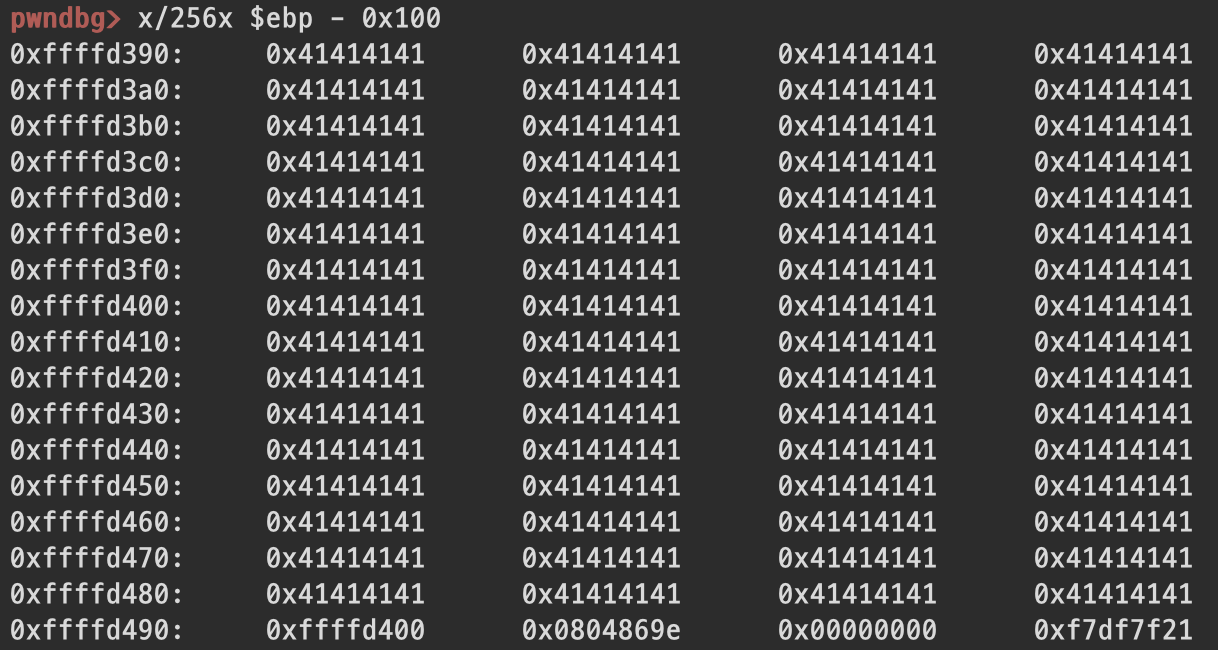 pwndbg> x/256x $ebp - 0x100
0xffffd390: 0x41414141 0x41414141 0x41414141 0x41414141
0xffffd3a0: 0x41414141 0x41414141 0x41414141 0x41414141
0xffffd3b0: 0x41414141 0x41414141 0x41414141 0x41414141
0xffffd3c0: 0x41414141 0x41414141 0x41414141 0x41414141
0xffffd3d0: 0x41414141 0x41414141 0x41414141 0x41414141
0xffffd3e0: 0x41414141 0x41414141 0x41414141 0x41414141
0xffffd3f0: 0x41414141 0x41414141 0x41414141 0x41414141
0xffffd400: 0x41414141 0x41414141 0x41414141 0x41414141
0xffffd410: 0x41414141 0x41414141 0x41414141 0x41414141
0xffffd420: 0x41414141 0x41414141 0x41414141 0x41414141
0xffffd430: 0x41414141 0x41414141 0x41414141 0x41414141
0xffffd440: 0x41414141 0x41414141 0x41414141 0x41414141
0xffffd450: 0x41414141 0x41414141 0x41414141 0x41414141
0xffffd460: 0x41414141 0x41414141 0x41414141 0x41414141
0xffffd470: 0x41414141 0x41414141 0x41414141 0x41414141
0xffffd480: 0x41414141 0x41414141 0x41414141 0x41414141
0xffffd490: 0xffffd400 0x0804869e 0x00000000 0xf7df7f21